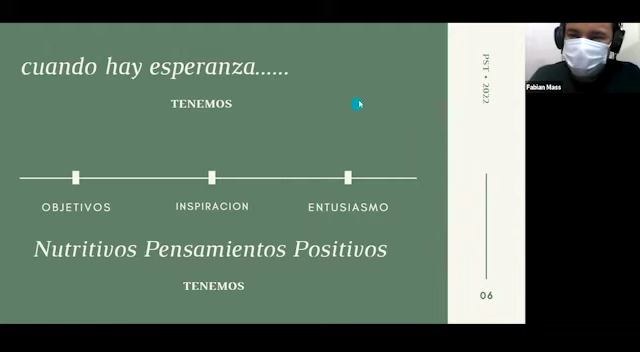 cuando hay esperanza......
TENEMOS
OBJETIVOS
INSPIRACION
ENTUSIASMO
Nutritivos Pensamientos Positivos
TENEMOS
PST • 2022
06
Fabian Mass